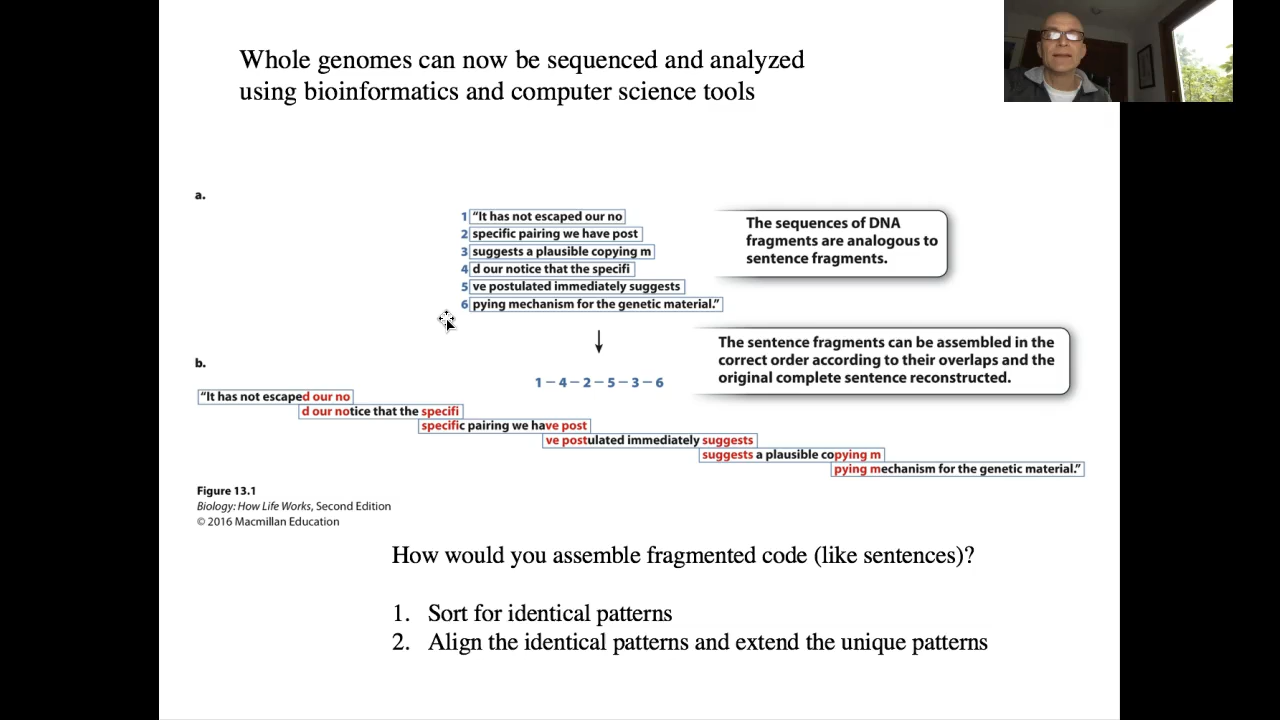 Whole genomes can now be sequenced and analyzed
using bioinformatics and computer science tools
a.
1 “It has not escaped our no
2 specific pairing we have post
3 suggests a plausible copying m
4 d our notice that the specifi
5 ve postulated immediately suggests
6 pying mechanism for the genetic material.”
The sequences of DNA
fragments are analogous to
sentence fragments.
The sentence fragments can be assembled in the
correct order according to their overlaps and the
original complete sentence reconstructed.
b.
1 – 4 – 2 – 5 – 3 – 6
“It has not escaped our no
d our notice that the specifi
specific pairing we have post
ve postulated immediately suggests
suggests a plausible copying m
pying mechanism for the genetic material.”
Figure 13.1
Biology: How Life Works, Second Edition
© 2016 Macmillan Education
How would you assemble fragmented code (like sentences)?
1. Sort for identical patterns
2. Align the identical patterns and extend the unique patterns